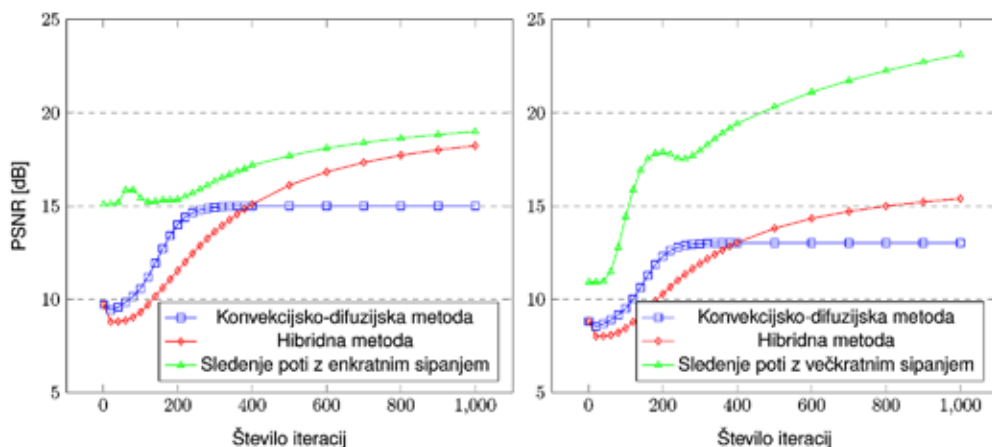 PSNR [dB]
25
20
15
10
5
0
200
400
600
800
1,000
Število iteracij
Konvekcijsko-difuzijska metoda
Hibridna metoda
Sledenje poti z enkratnim sipanjem
25
20
15
10
5
0
200
400
600
800
1,000
Število iteracij
Konvekcijsko-difuzijska metoda
Hibridna metoda
Sledenje poti z večkratnim sipanjem